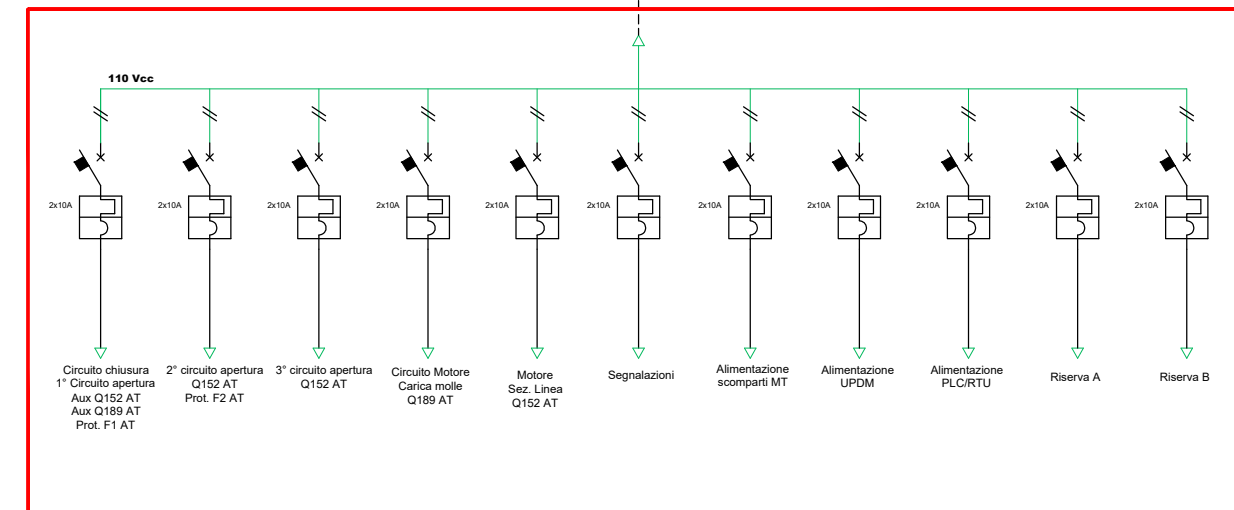 110 Vcc
2x10A
2x10A
2x10A
2x10A
2x10A
2x10A
2x10A
2x10A
2x10A
2x10A
2x10A
Circuito chiusura
1° Circuito apertura
Aux Q152 AT
Aux Q189 AT
Prot. F1 AT
2° circuito apertura
Q152 AT
Prot. F2 AT
3° circuito apertura
Q152 AT
Circuito Motore
Carica molle
Q189 AT
Motore
Sez. Linea
Q152 AT
Segnalazioni
Alimentazione
scomparti MT
Alimentazione
UPDM
Alimentazione
PLC/RTU
Riserva A
Riserva B